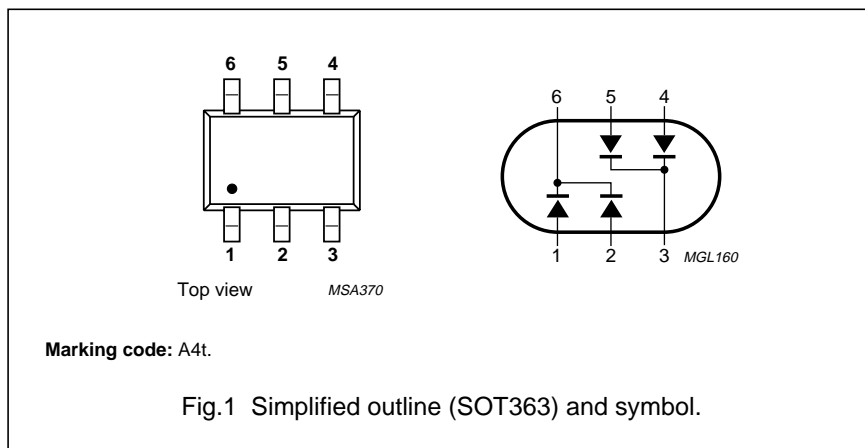 6 5 4
6 5 4
1 2 3
1 2 3 MGL160
Top view MSA370
Marking code: A4t.
Fig.1 Simplified outline (SOT363) and symbol.